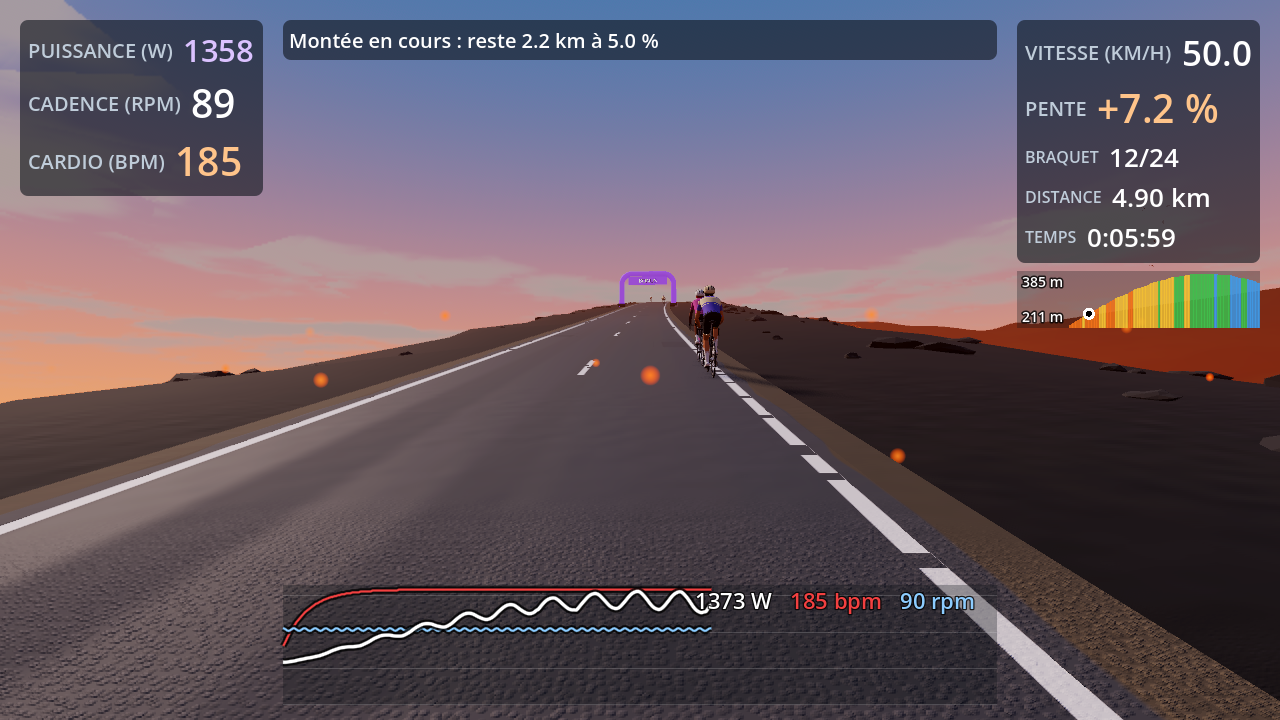 PUISSANCE (W) 1358
CADENCE (RPM) 89
CARDIO (BPM) 185
Montée en cours : reste 2.2 km à 5.0 %
VITESSE (KM/H) 50.0
PENTE +7.2 %
BRAQUET 12/24
DISTANCE 4.90 km
TEMPS 0:05:59
385 m
211 m
1373 W 185 bpm 90 rpm